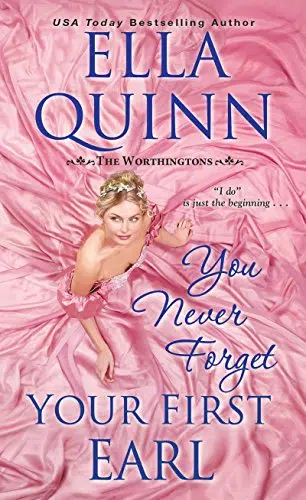 USA Today Bestselling Author
ELLA
QUINN
THE WORTHINGTONS
“I do”
is just the beginning . . .
You
Never
Forget
YOUR FIRST
EARL